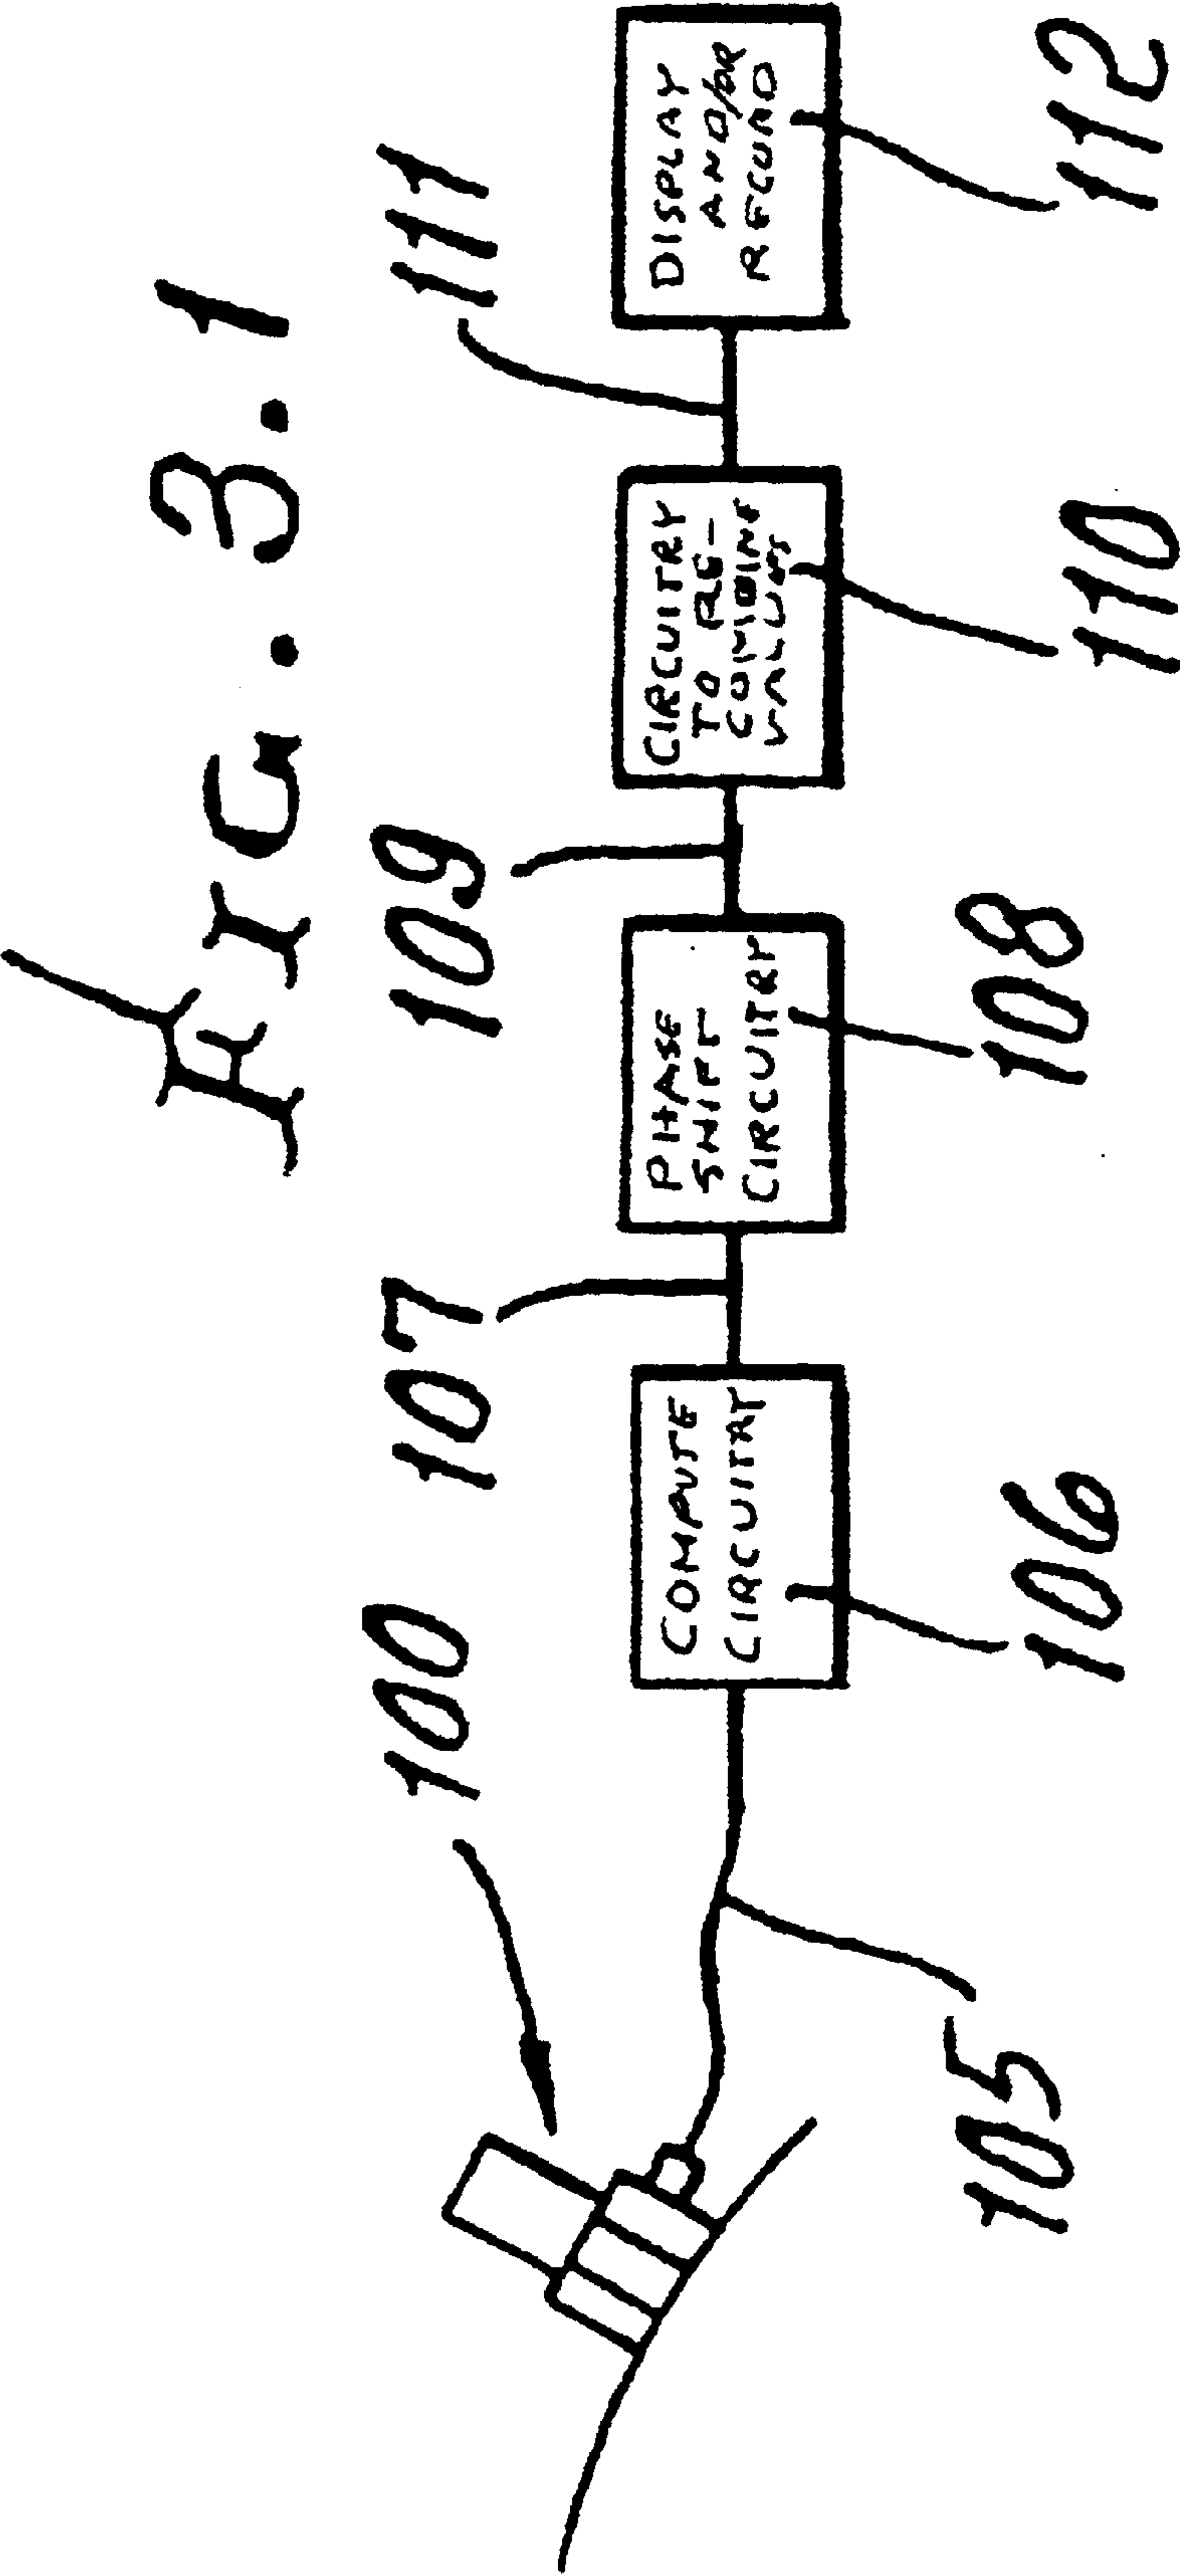 FIG. 3.1
100
107
109
111
COMPUTE
CIRCUITRY
PHASE
SHIFT
CIRCUITRY
CIRCUITRY
TO RE-
COMBINE
VALUES
DISPLAY
AND/OR
RECORD
105
106
108
110
112